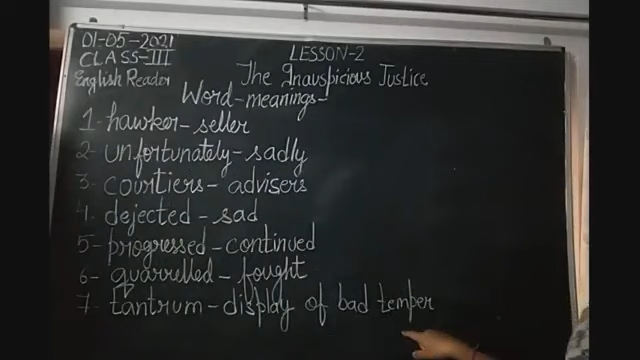 01-05-2021
CLASS-III
English Reader
LESSON-2
The Inauspicious Justice
Word-meanings-
1- hawker-seller
2- unfortunately-sadly
3- courtiers- advisers
4- dejected-sad
5- progressed-continued
6- quarrelled- fought
7- tantrum-display of bad temper